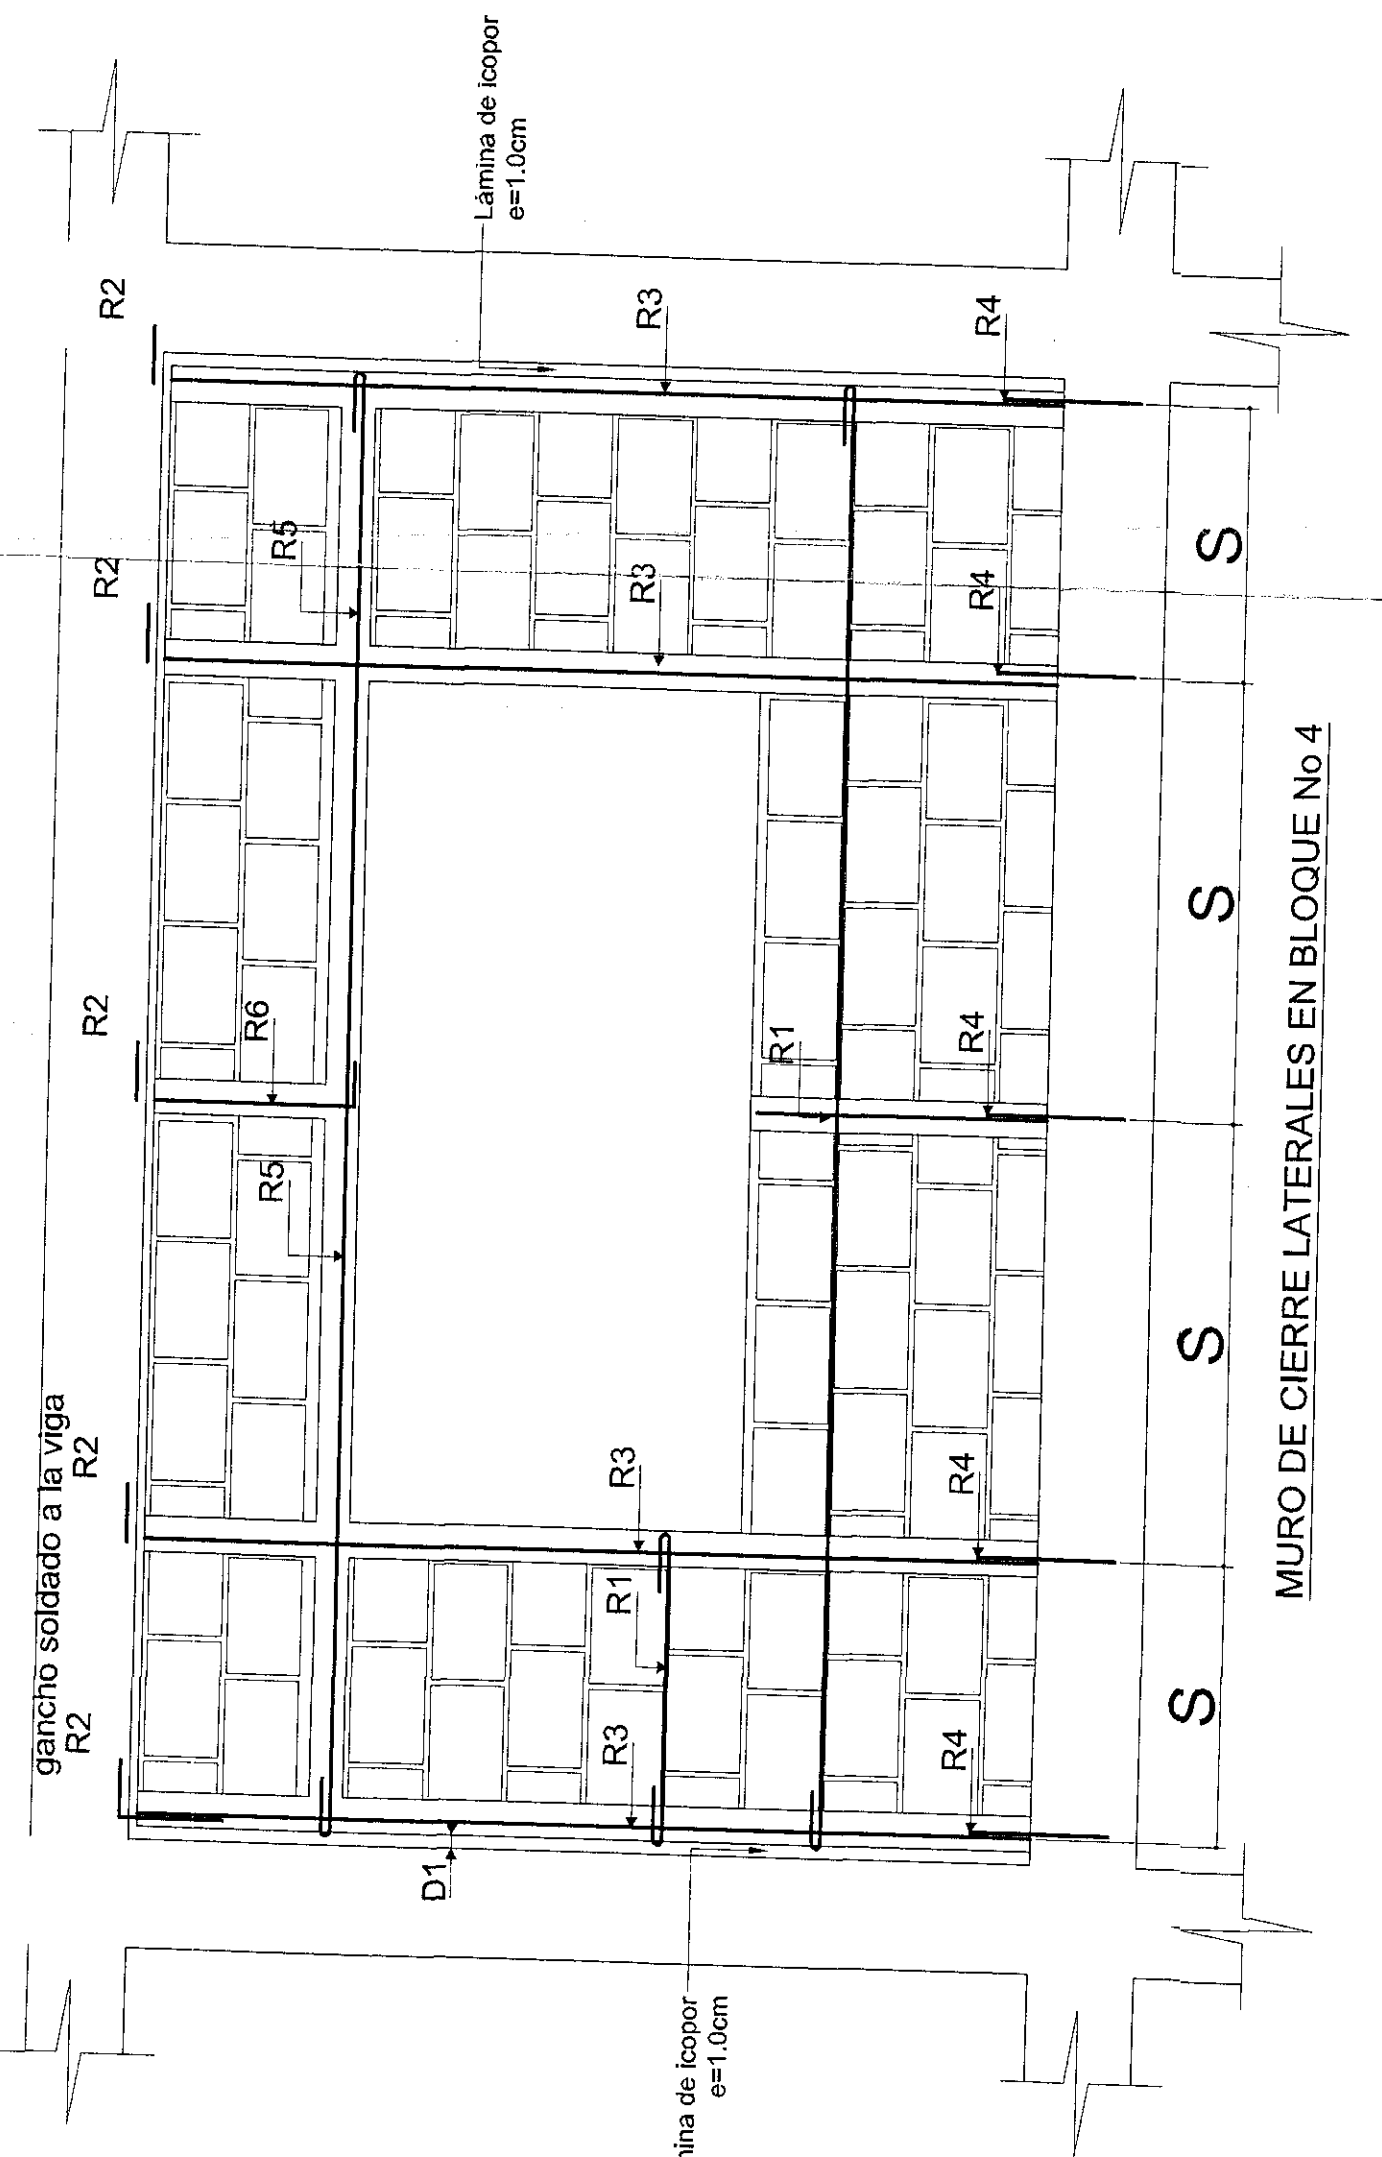 gancho soldado a la viga
R2
R2
R2
R2
R2
Lámina de icopor
e=1.0cm
R5
R6
R5
D1
R3
R1
R3
R3
R3
R1
R4
R4
R4
R4
R4
mina de icopor
e=1.0cm
S
S
S
S
MURO DE CIERRE LATERALES EN BLOQUE No 4